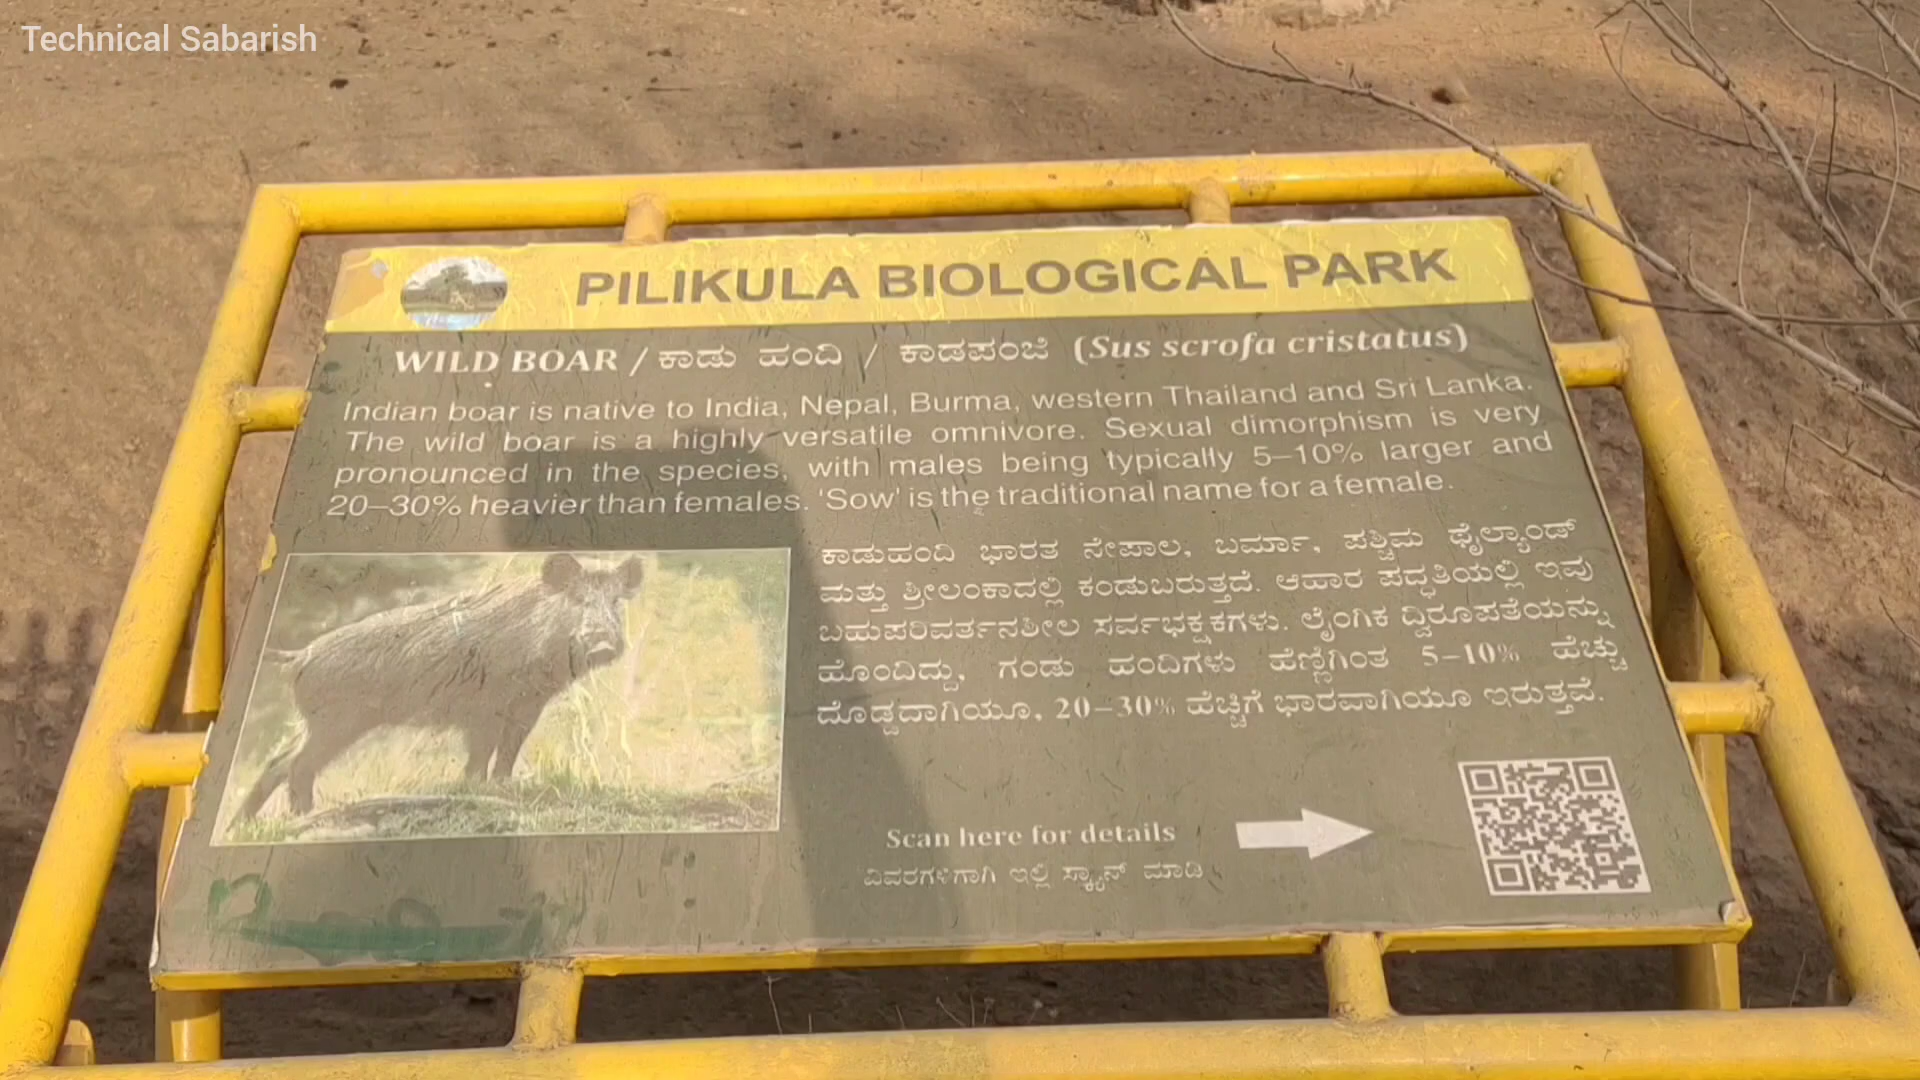 Technical Sabarish
PILIKULA BIOLOGICAL PARK
WILD BOAR / ಕಾಡು ಹಂದಿ / ಕಾಡಪಂಜಿ (Sus scrofa cristatus)
Indian boar is native to India, Nepal, Burma, western Thailand and Sri Lanka.
The wild boar is a highly versatile omnivore. Sexual dimorphism is very
pronounced in the species, with males being typically 5–10% larger and
20–30% heavier than females. 'Sow' is the traditional name for a female.
ಕಾಡುಹಂದಿ ಭಾರತ ನೇಪಾಲ, ಬರ್ಮಾ, ಪಶ್ಚಿಮ ಥೈಲ್ಯಾಂಡ್
ಮತ್ತು ಶ್ರೀಲಂಕಾದಲ್ಲಿ ಕಂಡುಬರುತ್ತದೆ. ಆಹಾರ ಪದ್ಧತಿಯಲ್ಲಿ ಇವು
ಬಹುಪರಿವರ್ತನಶೀಲ ಸರ್ವಭಕ್ಷಕಗಳು. ಲೈಂಗಿಕ ದ್ವಿರೂಪತೆಯನ್ನು
ಹೊಂದಿದ್ದು, ಗಂಡು ಹಂದಿಗಳು ಹೆಣ್ಣಿಗಿಂತ 5–10% ಹೆಚ್ಚು
ದೊಡ್ಡದಾಗಿಯೂ, 20–30% ಹೆಚ್ಚಿಗೆ ಭಾರವಾಗಿಯೂ ಇರುತ್ತವೆ.
Scan here for details
ವಿವರಗಳಿಗಾಗಿ ಇಲ್ಲಿ ಸ್ಕ್ಯಾನ್ ಮಾಡಿ